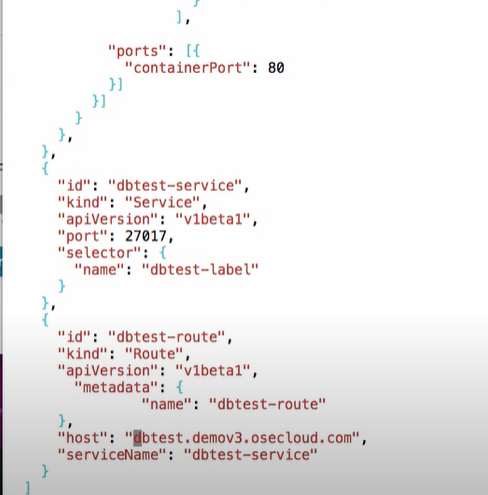 }
],
"ports": [{
"containerPort": 80
}]
}]
}
},
},
{
"id": "dbtest-service",
"kind": "Service",
"apiVersion": "v1beta1",
"port": 27017,
"selector": {
"name": "dbtest-label"
}
},
{
"id": "dbtest-route",
"kind": "Route",
"apiVersion": "v1beta1",
"metadata": {
"name": "dbtest-route"
},
"host": "dbtest.demov3.osecloud.com",
"serviceName": "dbtest-service"
}
]